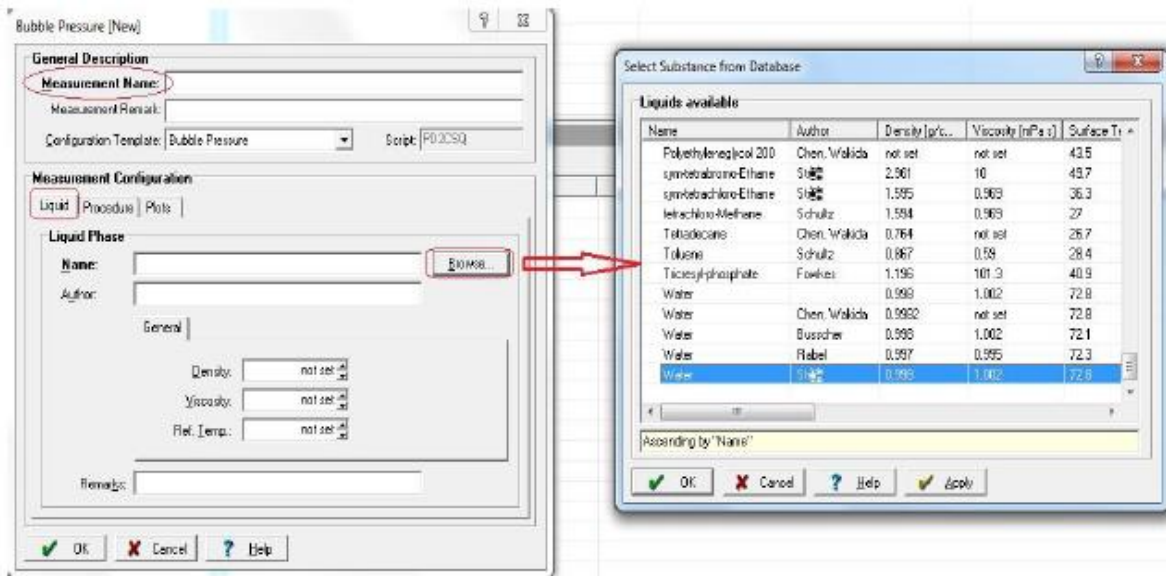 Bubble Pressure [New]
General Description
Measurement Name:
Measurement Remark:
Configuration Template: Bubble Pressure Script: PD2CSQ
Measurement Configuration
Liquid Procedure Plots
Liquid Phase
Name: Browse...
Author:
General
Density: not set
Viscosity: not set
Ref. Temp.: not set
Remarks:
OK Cancel ? Help
Select Substance from Database
Liquids available
Name Author Density [g/c... Viscosity [mPa s] Surface Te
Polyethyleneglycol 200 Chen, Wakida not set not set 43.5
sym-tetrabromo-Ethane 2.961 10 49.7
sym-tetrachloro-Ethane 1.595 0.969 36.3
tetrachloro-Methane Schultz 1.594 0.969 27
Tetradecane Chen, Wakida 0.764 not set 26.7
Toluene Schultz 0.867 0.59 28.4
Tricresyl-phosphate Fowkes 1.196 101.3 40.9
Water 0.998 1.002 72.8
Water Chen, Wakida 0.9982 not set 72.8
Water Busscher 0.998 1.002 72.1
Water Rabel 0.997 0.995 72.3
Water 0.998 1.002 72.8
Ascending by "Name"
OK Cancel ? Help Apply